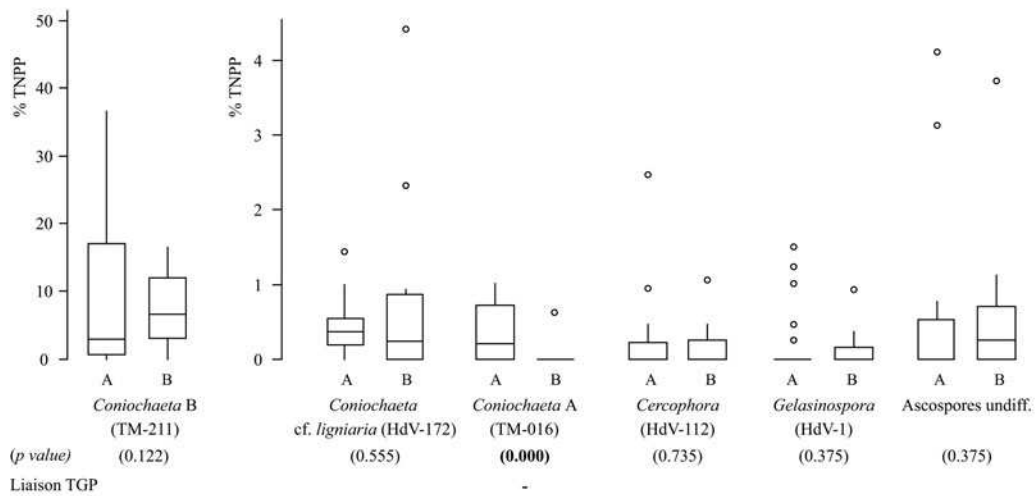 50
40
30
20
10
0
% TNPP
4
3
2
1
0
% TNPP
A B A B A B A B A B A B
Coniochaeta B Coniochaeta Coniochaeta A Cercophora Gelasinospora Ascospores undiff.
(TM-211) cf. ligniaria (HdV-172) (TM-016) (HdV-112) (HdV-1)
(p value) (0.122) (0.555) (0.000) (0.735) (0.375) (0.375)
Liaison TGP -